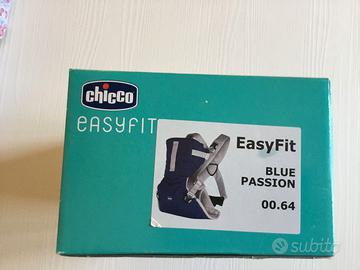 chicco
easyfit
EasyFit
BLUE
PASSION
00.64
subito